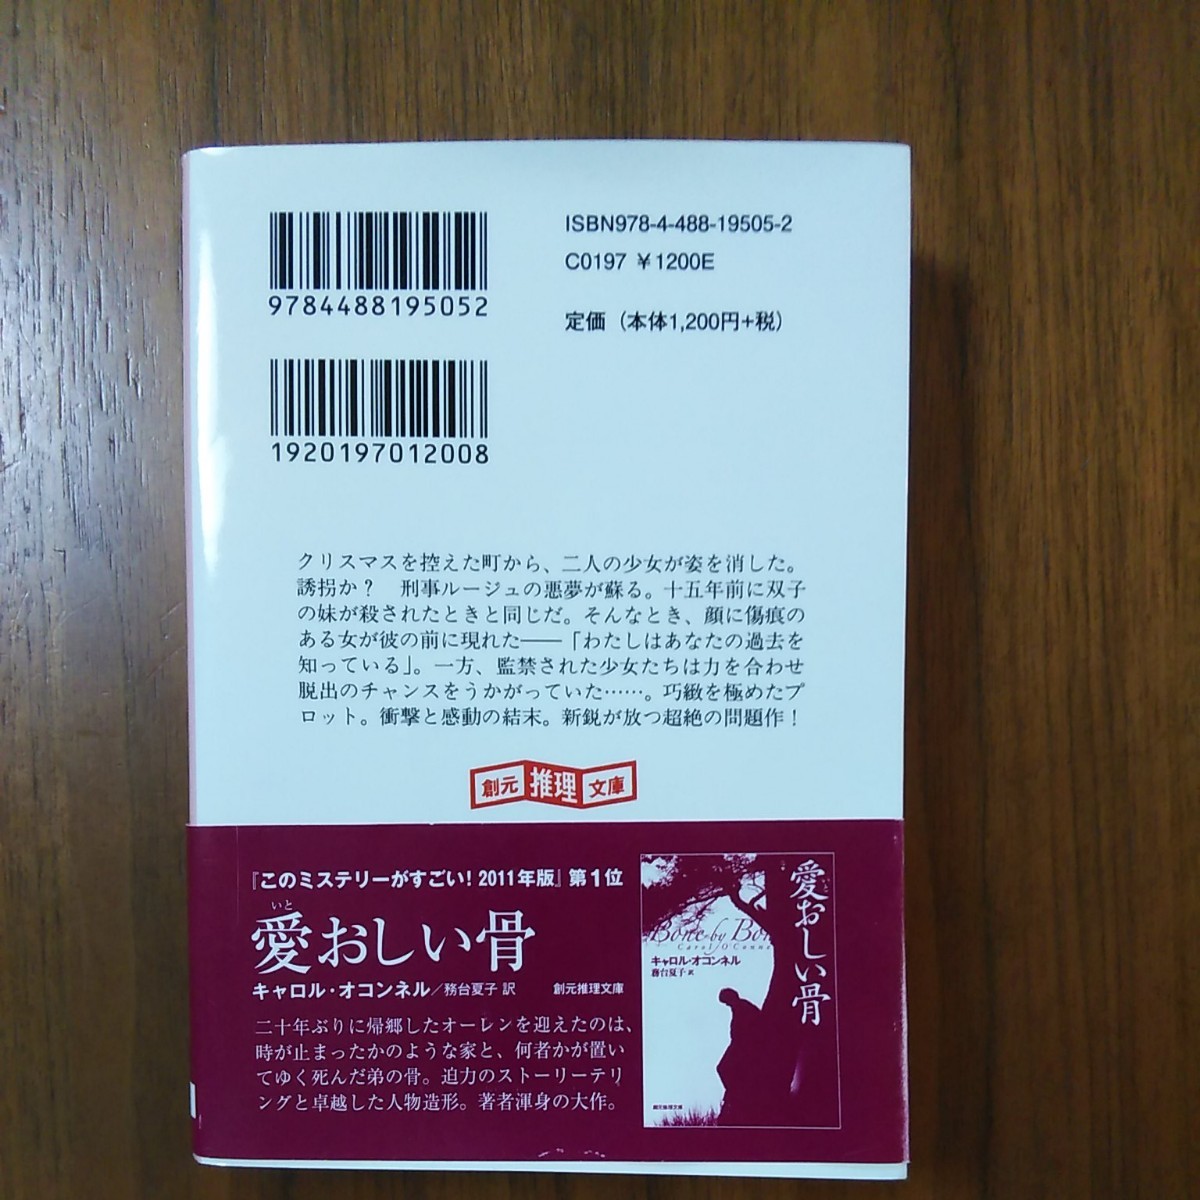 ISBN978-4-488-19505-2
C0197 ￥1200E
定価（本体1,200円+税）
9784488195052
1920197012008
クリスマスを控えた町から、二人の少女が姿を消した。
誘拐か？　刑事ルージュの悪夢が蘇る。十五年前に双子
の妹が殺されたときと同じだ。そんなとき、顔に傷痕の
ある女が彼の前に現れた――「わたしはあなたの過去を
知っている」。一方、監禁された少女たちは力を合わせ
脱出のチャンスをうかがっていた……。巧緻を極めたプ
ロット。衝撃と感動の結末。新鋭が放つ超絶の問題作！
創元推理文庫
『このミステリーがすごい！2011年版』第1位
いと
愛おしい骨
キャロル・オコンネル／務台夏子 訳　創元推理文庫
二十年ぶりに帰郷したオーレンを迎えたのは、
時が止まったかのような家と、何者かが置い
てゆく死んだ弟の骨。迫力のストーリーテリ
ングと卓越した人物造形。著者渾身の大作。
愛おしい骨
いと
Bone by Bon
Carol O'Conne
キャロル・オコンネル
務台夏子 訳
創元推理文庫